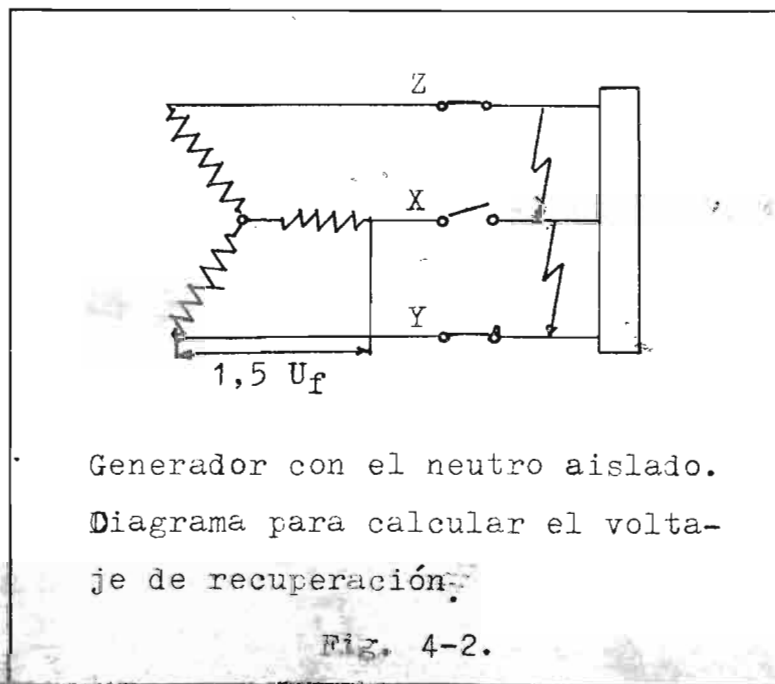 Z
X
Y
1,5 Uf
Generador con el neutro aislado.
Diagrama para calcular el volta-
je de recuperación.
Fig. 4-2.